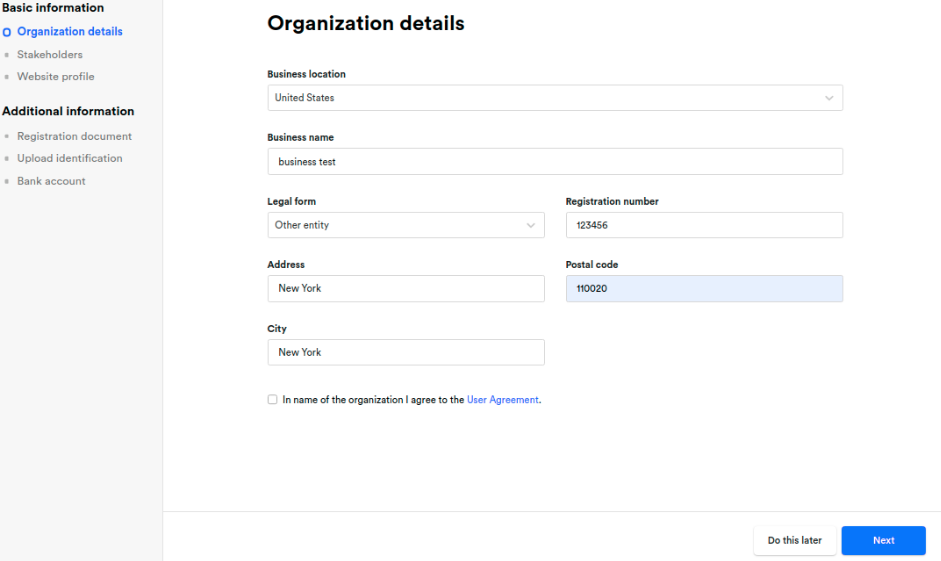 Basic information
Organization details
Stakeholders
Website profile
Additional information
Registration document
Upload identification
Bank account
Organization details
Business location
United States
Business name
business test
Legal form
Registration number
Other entity
123456
Address
Postal code
New York
110020
City
New York
In name of the organization I agree to the User Agreement.
Do this later
Next